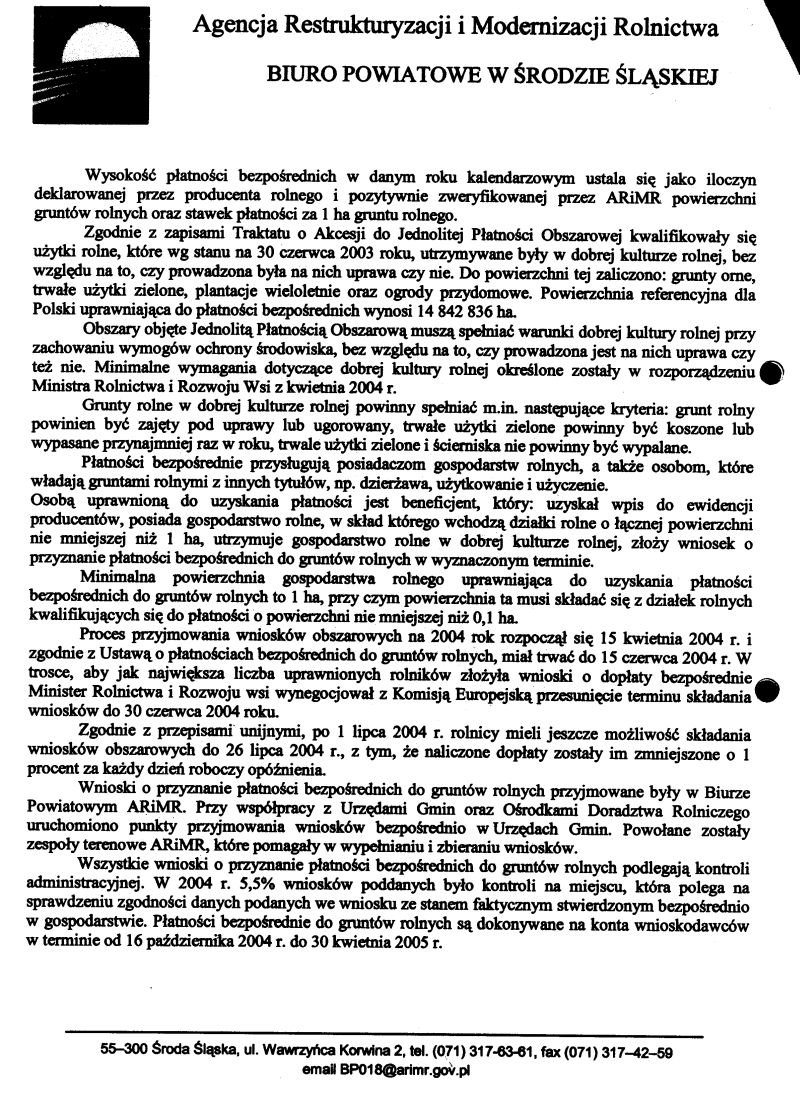 Agencja Restrukturyzacji i Modernizacji Rolnictwa
BIURO POWIATOWE W ŚRODZIE ŚLĄSKIEJ
Wysokość płatności bezpośrednich w danym roku kalendarzowym ustala się jako iloczyn
deklarowanej przez producenta rolnego i pozytywnie zweryfikowanej przez ARiMR powierzchni
gruntów rolnych oraz stawek płatności za 1 ha gruntu rolnego.
Zgodnie z zapisami Traktatu o Akcesji do Jednolitej Płatności Obszarowej kwalifikowały się
użytki rolne, które wg stanu na 30 czerwca 2003 roku, utrzymywane były w dobrej kulturze rolnej, bez
względu na to, czy prowadzona była na nich uprawa czy nie. Do powierzchni tej zaliczono: grunty orne,
trwałe użytki zielone, plantacje wieloletnie oraz ogrody przydomowe. Powierzchnia referencyjna dla
Polski uprawniająca do płatności bezpośrednich wynosi 14 842 836 ha.
Obszary objęte Jednolitą Płatnością Obszarową muszą spełniać warunki dobrej kultury rolnej przy
zachowaniu wymogów ochrony środowiska, bez względu na to, czy prowadzona jest na nich uprawa czy
też nie. Minimalne wymagania dotyczące dobrej kultury rolnej określone zostały w rozporządzeniu
Ministra Rolnictwa i Rozwoju Wsi z kwietnia 2004 r.
Grunty rolne w dobrej kulturze rolnej powinny spełniać m.in. następujące kryteria: grunt rolny
powinien być zajęty pod uprawy lub ugorowany, trwałe użytki zielone powinny być koszone lub
wypasane przynajmniej raz w roku, trwale użytki zielone i ścierniska nie powinny być wypalane.
Płatności bezpośrednie przysługują posiadaczom gospodarstw rolnych, a także osobom, które
władają gruntami rolnymi z innych tytułów, np. dzierżawa, użytkowanie i użyczenie.
Osobą uprawnioną do uzyskania płatności jest beneficjent, który: uzyskał wpis do ewidencji
producentów, posiada gospodarstwo rolne, w skład którego wchodzą działki rolne o łącznej powierzchni
nie mniejszej niż 1 ha, utrzymuje gospodarstwo rolne w dobrej kulturze rolnej, złoży wniosek o
przyznanie płatności bezpośrednich do gruntów rolnych w wyznaczonym terminie.
Minimalna powierzchnia gospodarstwa rolnego uprawniająca do uzyskania płatności
bezpośrednich do gruntów rolnych to 1 ha, przy czym powierzchnia ta musi składać się z działek rolnych
kwalifikujących się do płatności o powierzchni nie mniejszej niż 0,1 ha.
Proces przyjmowania wniosków obszarowych na 2004 rok rozpoczął się 15 kwietnia 2004 r. i
zgodnie z Ustawą o płatnościach bezpośrednich do gruntów rolnych, miał trwać do 15 czerwca 2004 r. W
trosce, aby jak największa liczba uprawnionych rolników złożyła wnioski o dopłaty bezpośrednie
Minister Rolnictwa i Rozwoju wsi wynegocjował z Komisją Europejską przesunięcie terminu składania
wniosków do 30 czerwca 2004 roku.
Zgodnie z przepisami unijnymi, po 1 lipca 2004 r. rolnicy mieli jeszcze możliwość składania
wniosków obszarowych do 26 lipca 2004 r., z tym, że naliczone dopłaty zostały im zmniejszone o 1
procent za każdy dzień roboczy opóźnienia.
Wnioski o przyznanie płatności bezpośrednich do gruntów rolnych przyjmowane były w Biurze
Powiatowym ARiMR. Przy współpracy z Urzędami Gmin oraz Ośrodkami Doradztwa Rolniczego
uruchomiono punkty przyjmowania wniosków bezpośrednio w Urzędach Gmin. Powołane zostały
zespoły terenowe ARiMR, które pomagały w wypełnianiu i zbieraniu wniosków.
Wszystkie wnioski o przyznanie płatności bezpośrednich do gruntów rolnych podlegają kontroli
administracyjnej. W 2004 r. 5,5% wniosków poddanych było kontroli na miejscu, która polega na
sprawdzeniu zgodności danych podanych we wniosku ze stanem faktycznym stwierdzonym bezpośrednio
w gospodarstwie. Płatności bezpośrednie do gruntów rolnych są dokonywane na konta wnioskodawców
w terminie od 16 października 2004 r. do 30 kwietnia 2005 r.
55–300 Środa Śląska, ul. Wawrzyńca Korwina 2, tel. (071) 317-63-61, fax (071) 317–42–59
email BP018@arimr.gov.pl